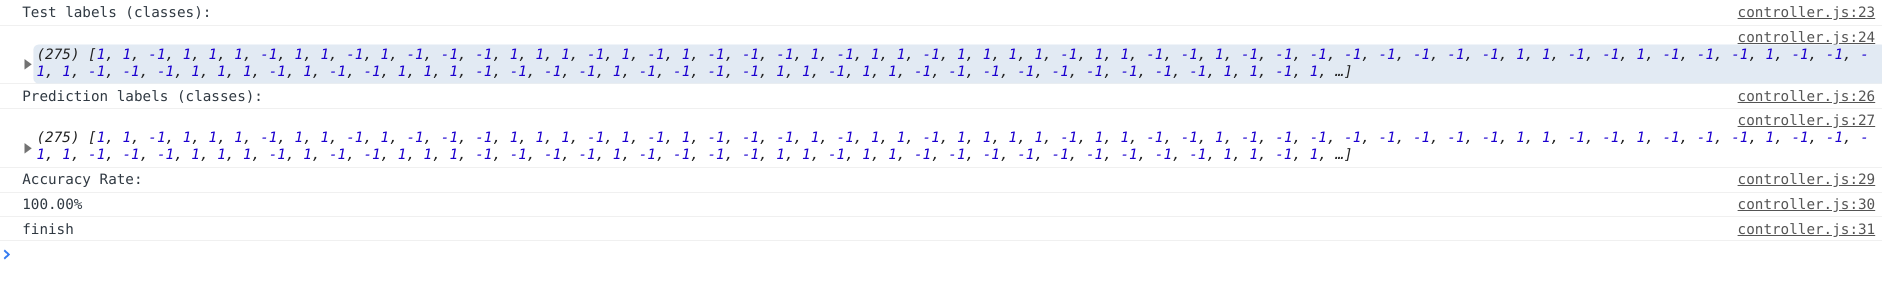 Test labels (classes): controller.js:23
controller.js:24
(275) [1, 1, -1, 1, 1, 1, -1, 1, 1, -1, 1, -1, -1, -1, 1, 1, 1, -1, 1, -1, 1, -1, -1, -1, 1, -1, 1, 1, -1, 1, 1, 1, 1, -1, 1, 1, -1, -1, 1, -1, -1, -1, -1, -1, -1, -1, -1, 1, 1, -1, -1, 1, -1, -1, -1, 1, -1, -1, -
1, 1, -1, -1, -1, 1, 1, 1, -1, 1, -1, -1, 1, 1, 1, -1, -1, -1, -1, 1, -1, -1, -1, -1, 1, 1, -1, 1, 1, -1, -1, -1, -1, -1, -1, -1, -1, -1, 1, 1, -1, 1, …]
Prediction labels (classes): controller.js:26
controller.js:27
(275) [1, 1, -1, 1, 1, 1, -1, 1, 1, -1, 1, -1, -1, -1, 1, 1, 1, -1, 1, -1, 1, -1, -1, -1, 1, -1, 1, 1, -1, 1, 1, 1, 1, -1, 1, 1, -1, -1, 1, -1, -1, -1, -1, -1, -1, -1, -1, 1, 1, -1, -1, 1, -1, -1, -1, 1, -1, -1, -
1, 1, -1, -1, -1, 1, 1, 1, -1, 1, -1, -1, 1, 1, 1, -1, -1, -1, -1, 1, -1, -1, -1, -1, 1, 1, -1, 1, 1, -1, -1, -1, -1, -1, -1, -1, -1, -1, 1, 1, -1, 1, …]
Accuracy Rate: controller.js:29
100.00% controller.js:30
finish controller.js:31